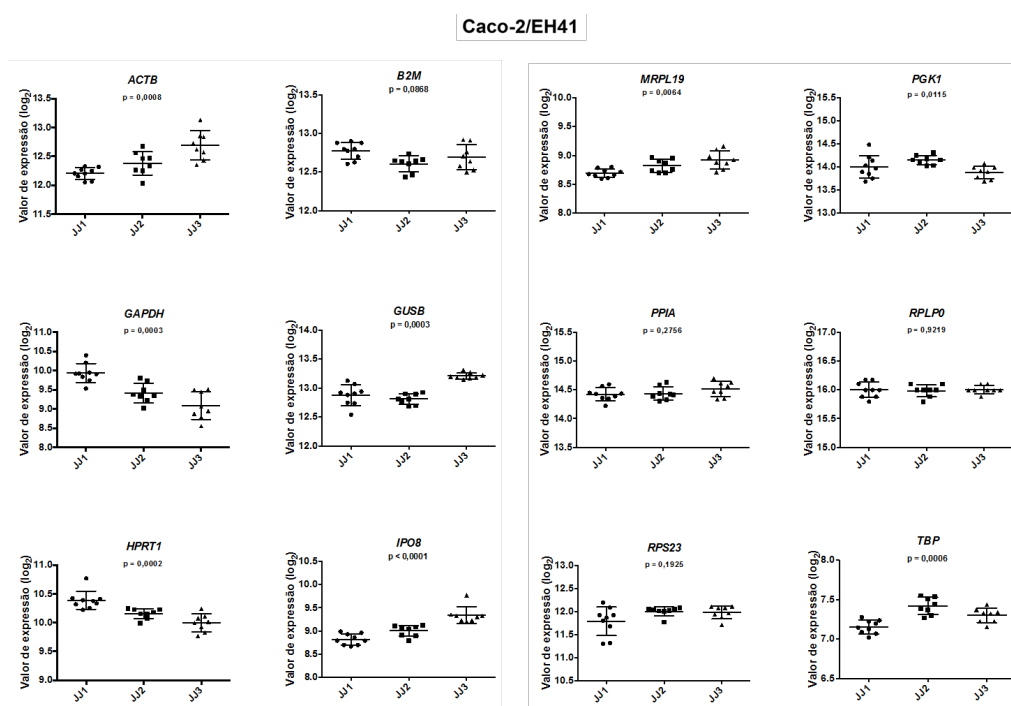 Caco-2/EH41
ACTB
p = 0,0008
Valor de expressão (log2)
13.5
13.0
12.5
12.0
11.5
JJ1
JJ2
JJ3
B2M
p = 0,0868
Valor de expressão (log2)
13.5
13.0
12.5
12.0
JJ1
JJ2
JJ3
MRPL19
p = 0,0064
Valor de expressão (log2)
10.0
9.5
9.0
8.5
8.0
JJ1
JJ2
JJ3
PGK1
p = 0,0115
Valor de expressão (log2)
15.5
15.0
14.5
14.0
13.5
13.0
JJ1
JJ2
JJ3
GAPDH
p = 0,0003
Valor de expressão (log2)
11.0
10.5
10.0
9.5
9.0
8.5
8.0
JJ1
JJ2
JJ3
GUSB
p = 0,0003
Valor de expressão (log2)
14.0
13.5
13.0
12.5
12.0
JJ1
JJ2
JJ3
PPIA
p = 0,2756
Valor de expressão (log2)
15.5
15.0
14.5
14.0
13.5
JJ1
JJ2
JJ3
RPLP0
p = 0,9219
Valor de expressão (log2)
17.0
16.5
16.0
15.5
15.0
JJ1
JJ2
JJ3
HPRT1
p = 0,0002
Valor de expressão (log2)
11.0
10.5
10.0
9.5
9.0
JJ1
JJ2
JJ3
IPO8
p < 0,0001
Valor de expressão (log2)
10.5
10.0
9.5
9.0
8.5
8.0
JJ1
JJ2
JJ3
RPS23
p = 0,1925
Valor de expressão (log2)
13.0
12.5
12.0
11.5
11.0
10.5
JJ1
JJ2
JJ3
TBP
p = 0,0006
Valor de expressão (log2)
8.0
7.5
7.0
6.5
JJ1
JJ2
JJ3